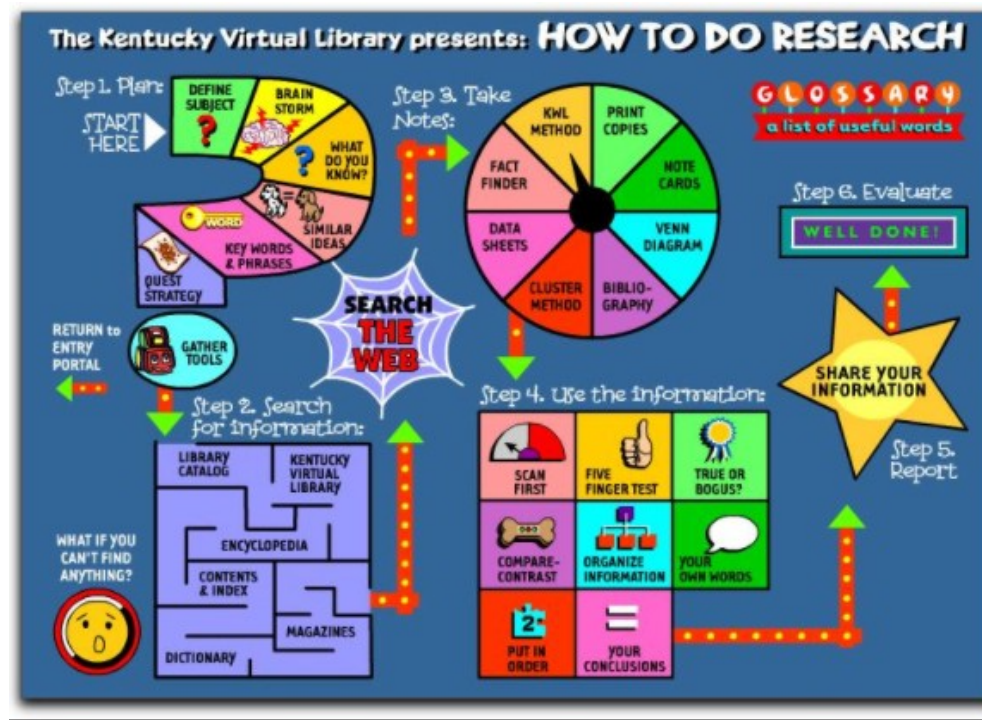 The Kentucky Virtual Library presents: HOW TO DO RESEARCH
Step 1. Plan:
START
HERE
DEFINE
SUBJECT
BRAIN
STORM
WHAT
DO YOU
KNOW?
SIMILAR
IDEAS
WORD
KEY WORDS
& PHRASES
QUEST
STRATEGY
RETURN to
ENTRY
PORTAL
GATHER
TOOLS
Step 2. Search
for information:
LIBRARY
CATALOG
KENTUCKY
VIRTUAL
LIBRARY
ENCYCLOPEDIA
CONTENTS
& INDEX
MAGAZINES
DICTIONARY
WHAT IF YOU
CAN'T FIND
ANYTHING?
SEARCH
THE
WEB
Step 3. Take
Notes:
KWL
METHOD
PRINT
COPIES
NOTE
CARDS
VENN
DIAGRAM
BIBLIO-
GRAPHY
CLUSTER
METHOD
DATA
SHEETS
FACT
FINDER
Step 4. Use the information:
SCAN
FIRST
FIVE
FINGER TEST
TRUE OR
BOGUS?
COMPARE-
CONTRAST
ORGANIZE
INFORMATION
YOUR
OWN WORDS
2
PUT IN
ORDER
YOUR
CONCLUSIONS
SHARE YOUR
INFORMATION
Step 5.
Report
Step 6. Evaluate
WELL DONE!
GLOSSARY
a list of useful words